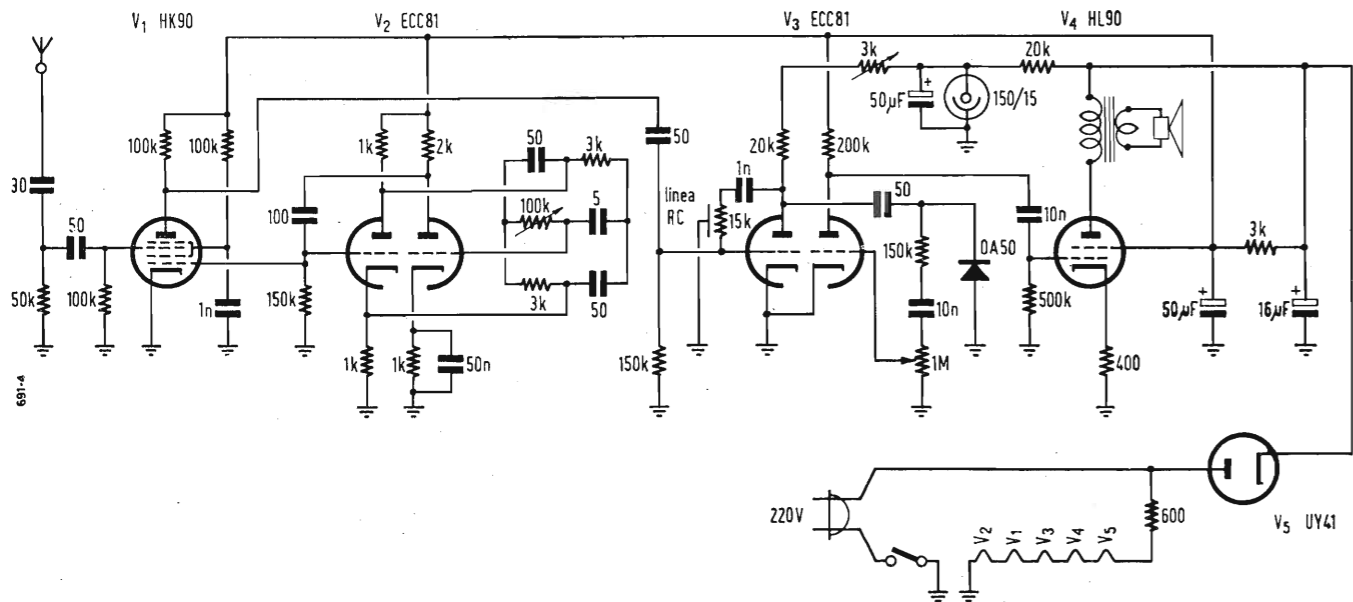 V₁ HK90
V₂ ECC81
V₃ ECC81
V₄ HL90
3k
20k
50µF
+
150/15
100k
100k
50
1k
2k
50
3k
20k
200k
30
1n
linea
RC
50
50
100
100k
5
15k
10n
150k
OA50
3k
50k
100k
1n
150k
3k
50
10n
500k
+
50µF
+
16µF
1k
1k
50n
150k
1M
400
691-4
220V
600
V₅ UY41
V₂
V₁
V₃
V₄
V₅